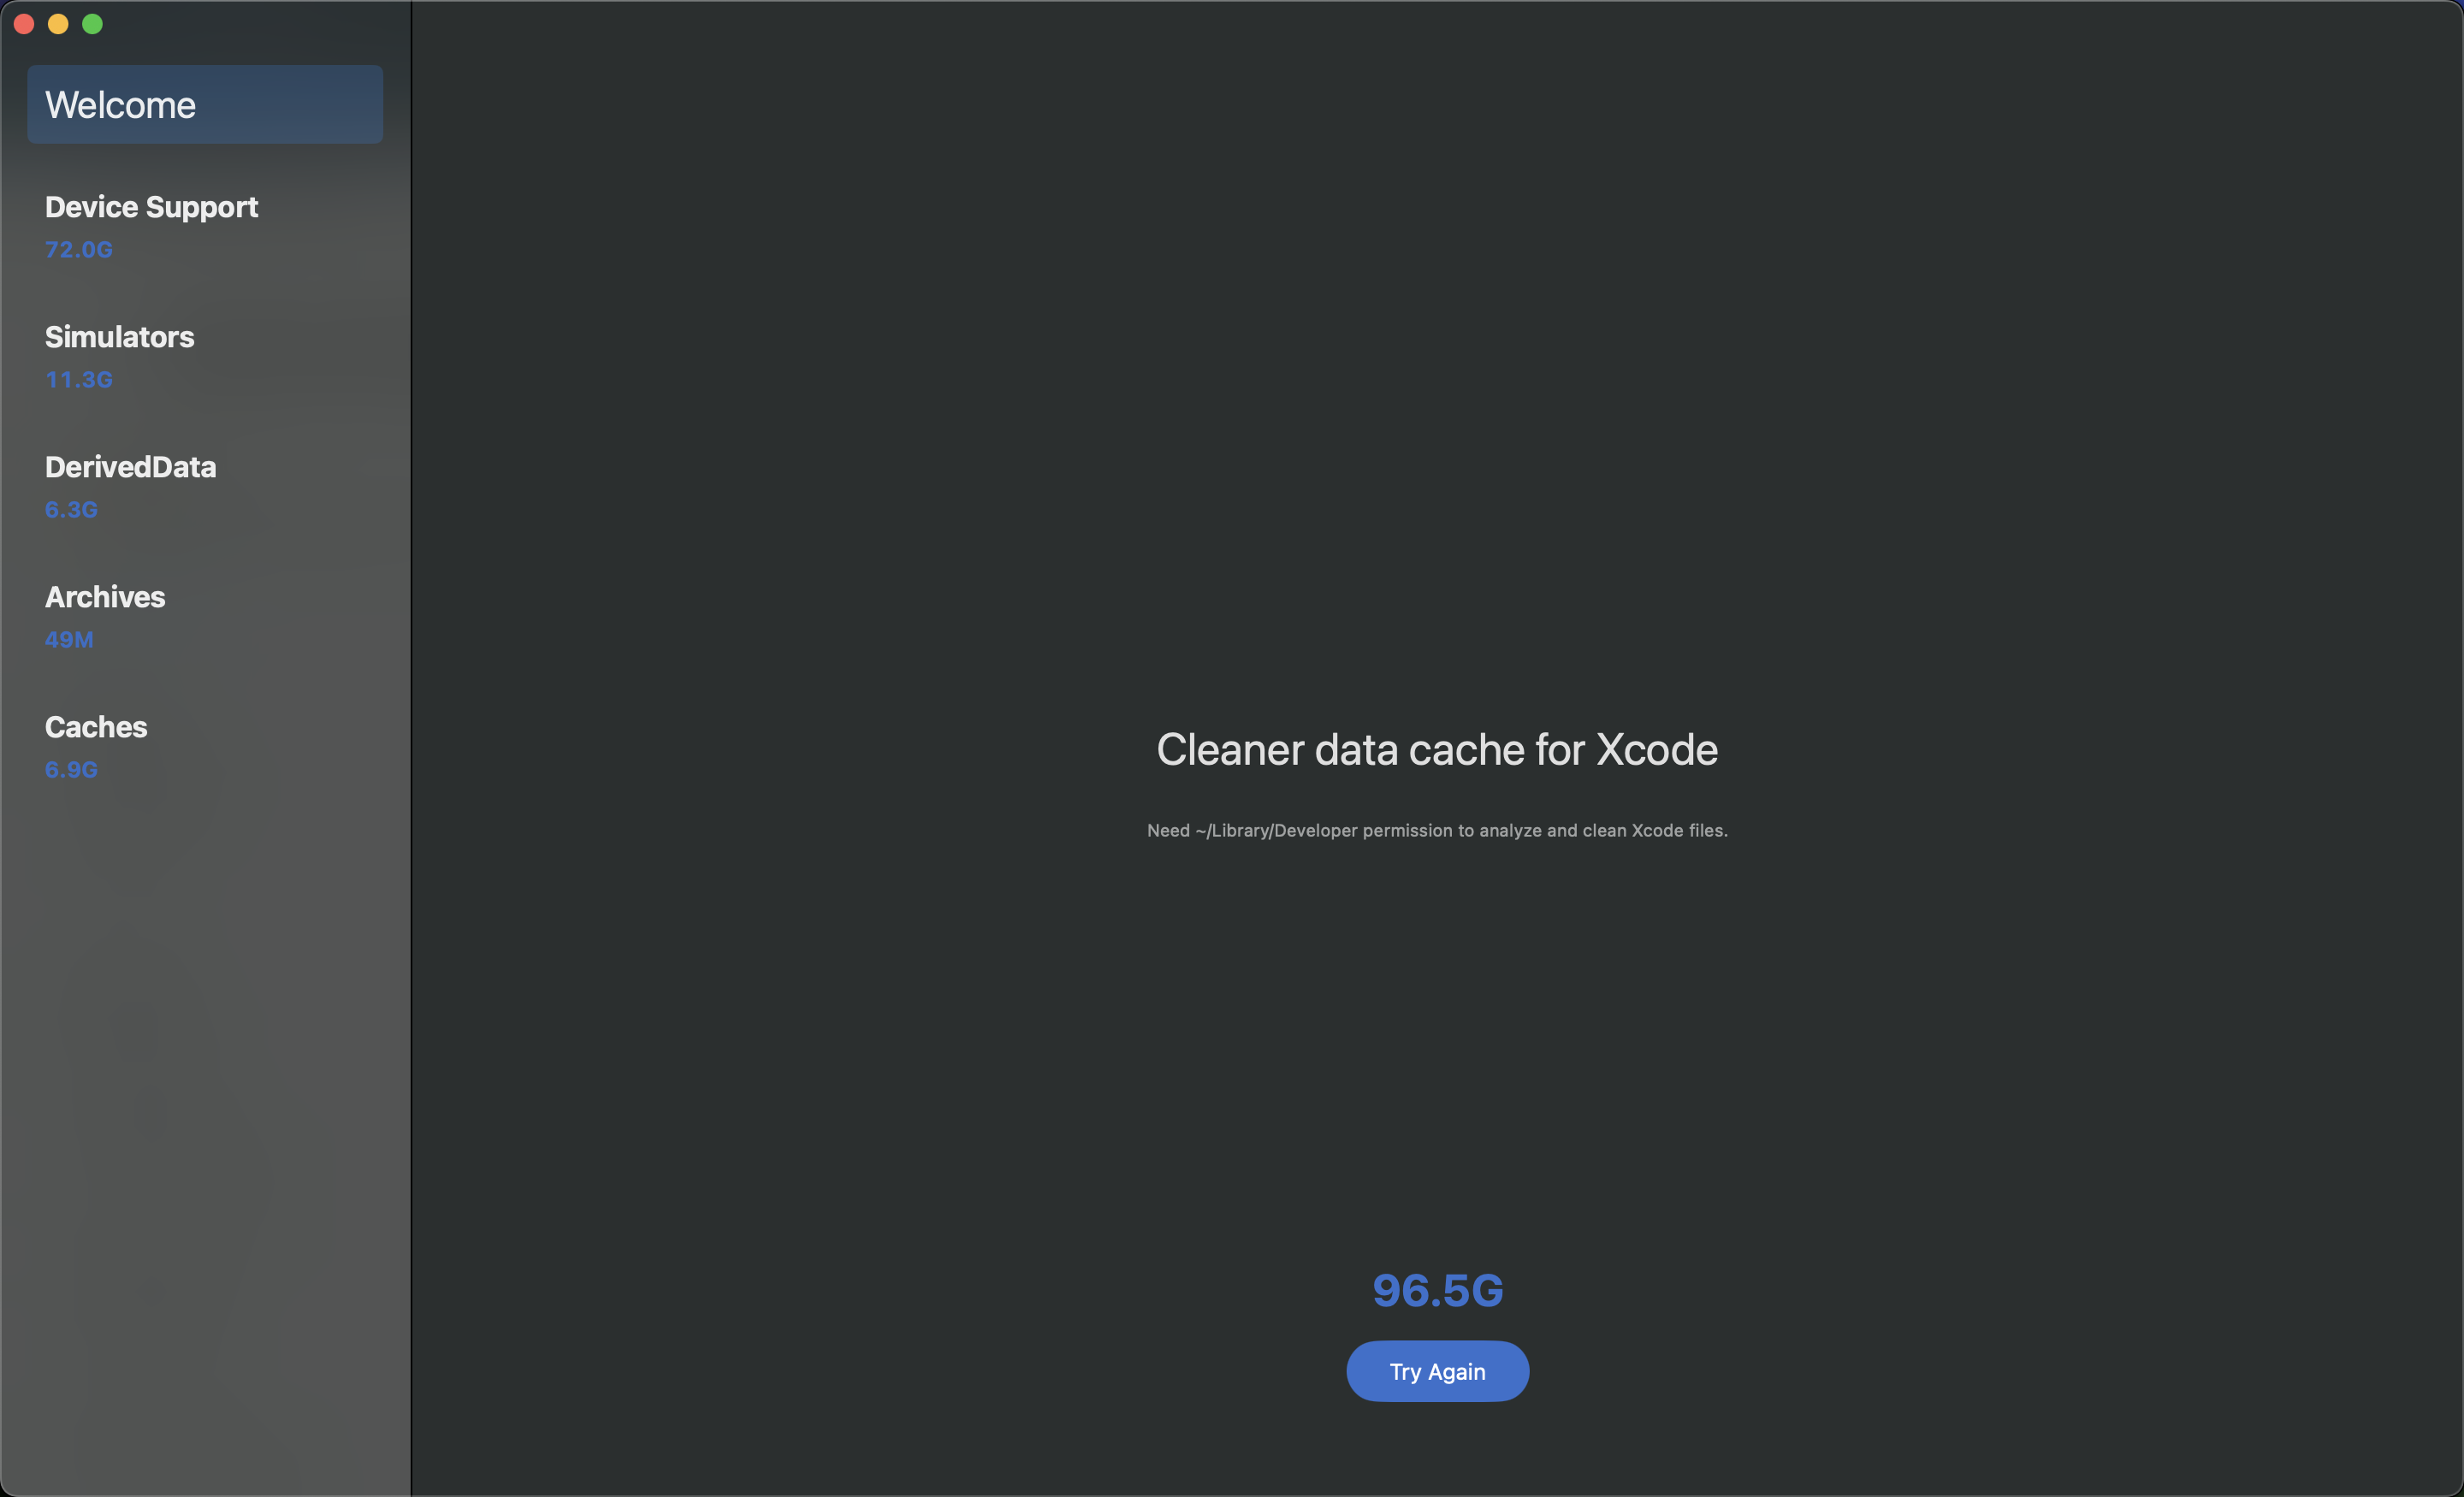 Welcome
Device Support
72.0G
Simulators
11.3G
DerivedData
6.3G
Archives
49M
Caches
6.9G
Cleaner data cache for Xcode
Need ~/Library/Developer permission to analyze and clean Xcode files.
96.5G
Try Again